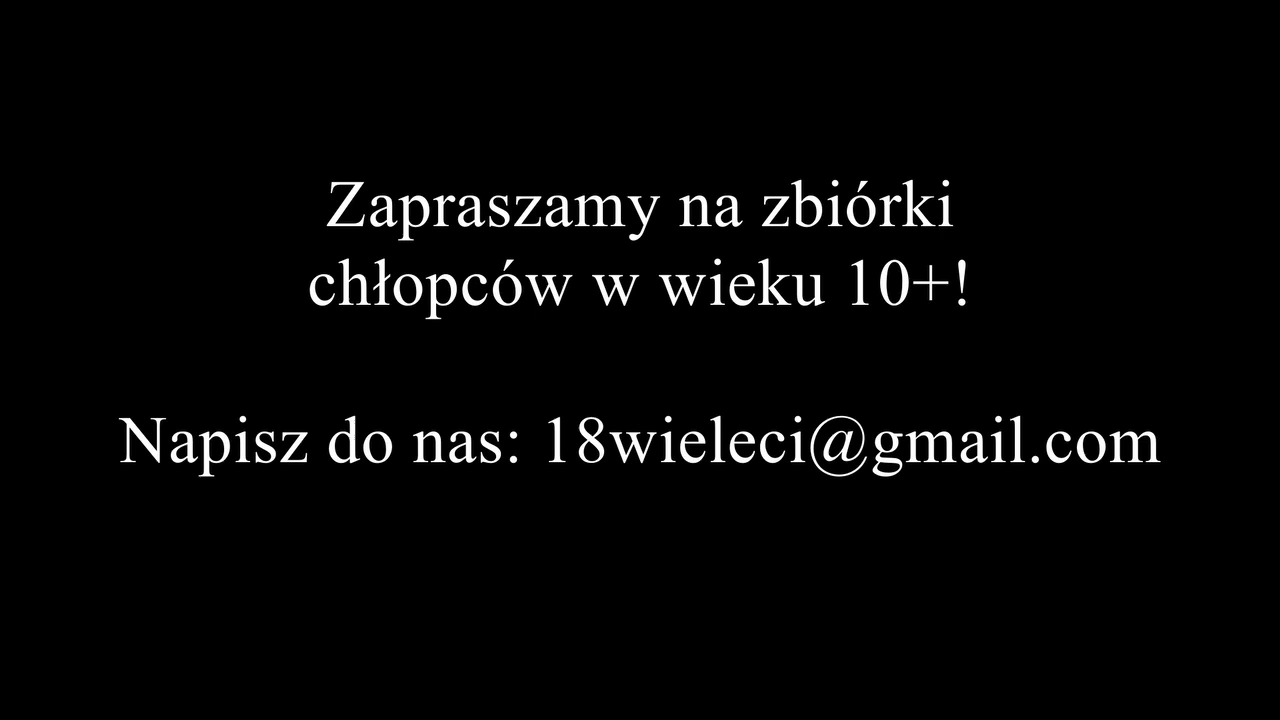 Zapraszamy na zbiórki
chłopców w wieku 10+!
Napisz do nas: 18wieleci@gmail.com